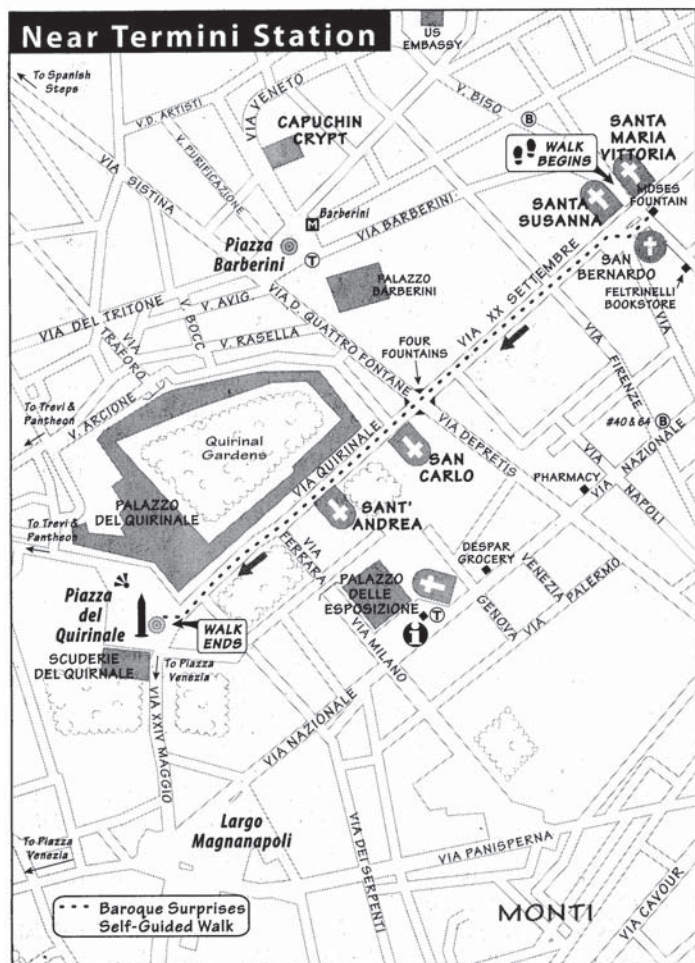 Near Termini Station
US
EMBASSY
To Spanish
Steps
V.D. ARTISTI
VIA VENETO
V. BISO
B
CAPUCHIN
CRYPT
SANTA
MARIA
VITTORIA
WALK
BEGINS
V. PURIFICAZIONE
VIA
SISTINA
M
Barberini
VIA BARBERINI
SANTA
SUSANNA
MOSES
FOUNTAIN
Piazza
Barberini
T
PALAZZO
BARBERINI
VIA XX SETTEMBRE
SAN
BERNARDO
FELTRINELLI
BOOKSTORE
VIA DEL TRITONE
V. AVIG.
V. BOCC
V. RASELLA
VIA
TRAFORO
VIA D. QUATTRO FONTANE
FOUR
FOUNTAINS
VIA
FIRENZE
To Trevi &
Pantheon
V. ARCIONE
Quirinal
Gardens
VIA QUIRINALE
VIA DEPRETIS
#40 & 64
B
VIA NAZIONALE
VIA
NAPOLI
SAN
CARLO
PHARMACY
PALAZZO
DEL QUIRINALE
SANT'
ANDREA
To Trevi &
Pantheon
VIA
FERRARA
DESPAR
GROCERY
PALAZZO
DELLE
ESPOSIZIONE
T
i
GENOVA
VENEZIA
VIA PALERMO
Piazza
del
Quirinale
WALK
ENDS
SCUDERIE
DEL QUIRNALE
To Piazza
Venezia
VIA MILANO
VIA XXIV MAGGIO
VIA NAZIONALE
Largo
Magnanapoli
To Piazza
Venezia
VIA DEI SERPENTI
VIA PANISPERNA
Baroque Surprises
Self-Guided Walk
MONTI
VIA CAVOUR